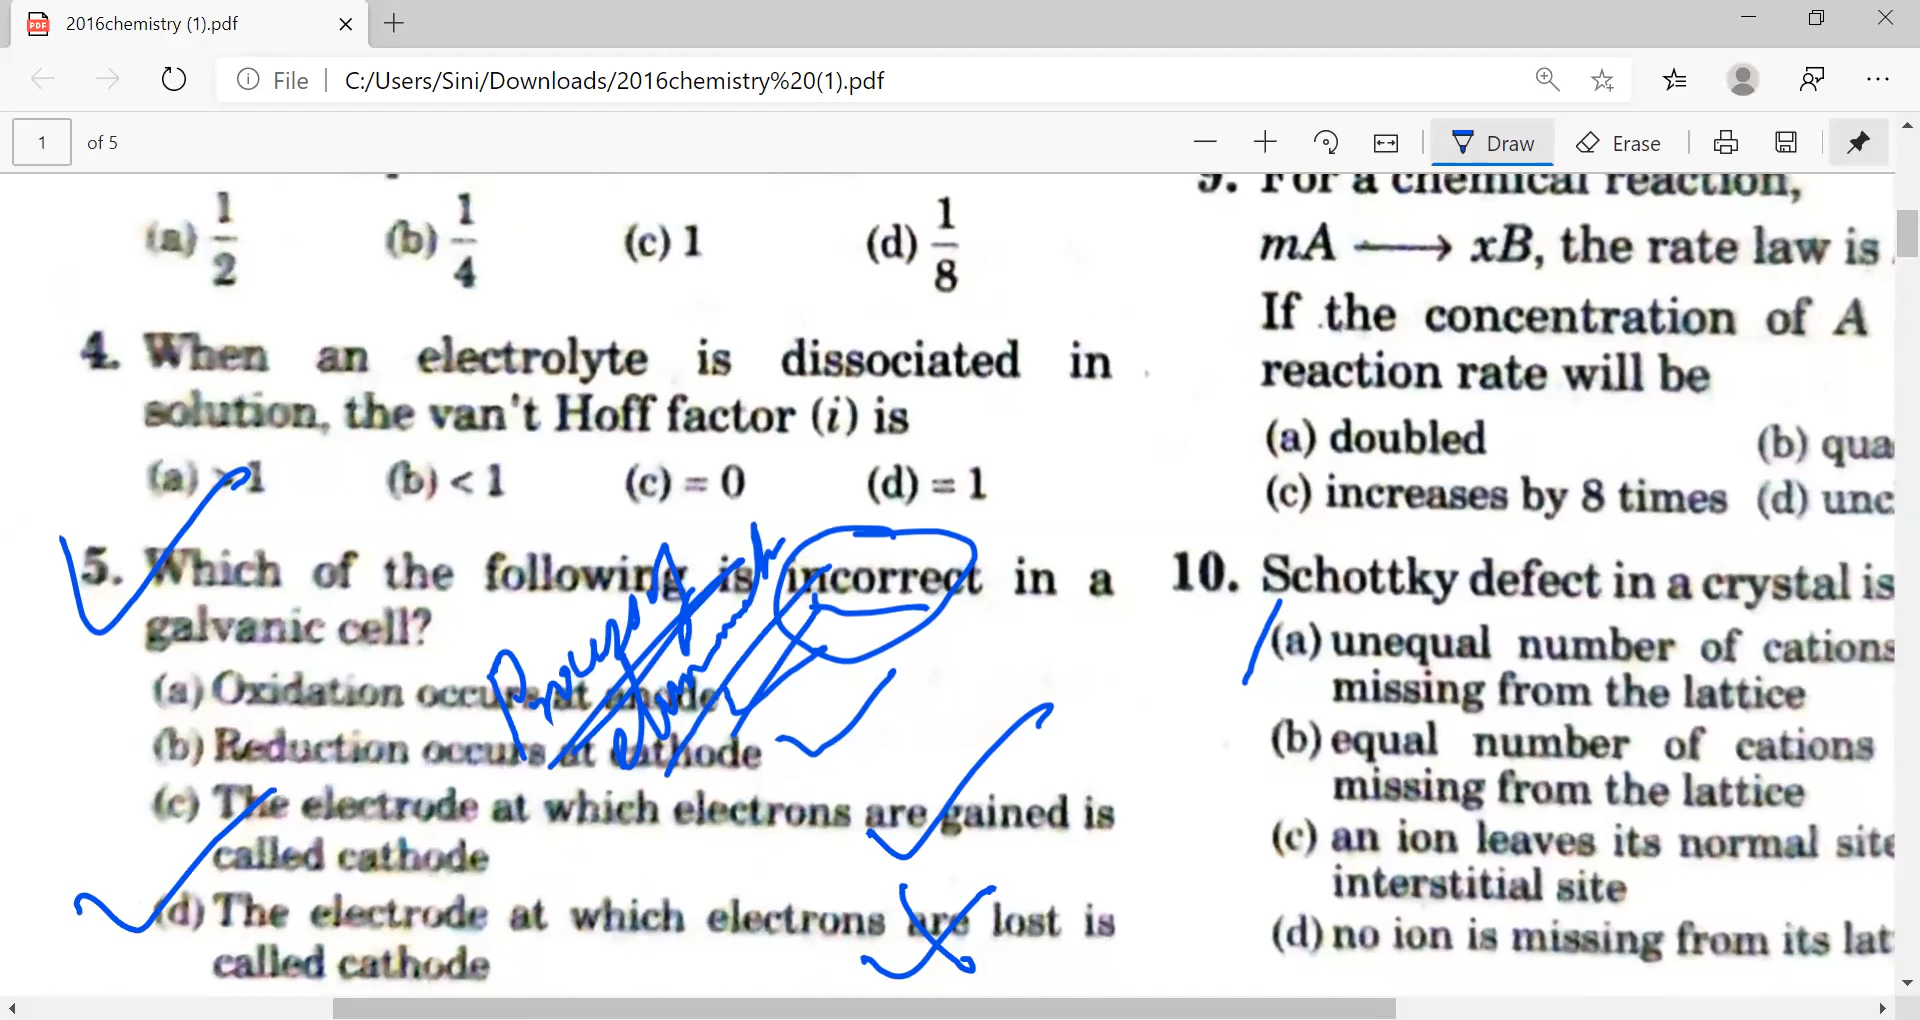 2016chemistry (1).pdf
File | C:/Users/Sini/Downloads/2016chemistry%20(1).pdf
1 of 5
Draw
Erase
(a) 1/2 (b) 1/4 (c) 1 (d) 1/8
4. When an electrolyte is dissociated in
solution, the van't Hoff factor (i) is
(a) >1 (b) < 1 (c) = 0 (d) = 1
5. Which of the following is incorrect in a
galvanic cell?
(a) Oxidation occurs at anode
(b) Reduction occurs at cathode
(c) The electrode at which electrons are gained is
called cathode
(d) The electrode at which electrons are lost is
called cathode
9. For a chemical reaction,
mA ⟶ xB, the rate law is
If the concentration of A
reaction rate will be
(a) doubled (b) qua
(c) increases by 8 times (d) unc
10. Schottky defect in a crystal is
(a) unequal number of cations
missing from the lattice
(b) equal number of cations
missing from the lattice
(c) an ion leaves its normal site
interstitial site
(d) no ion is missing from its lat